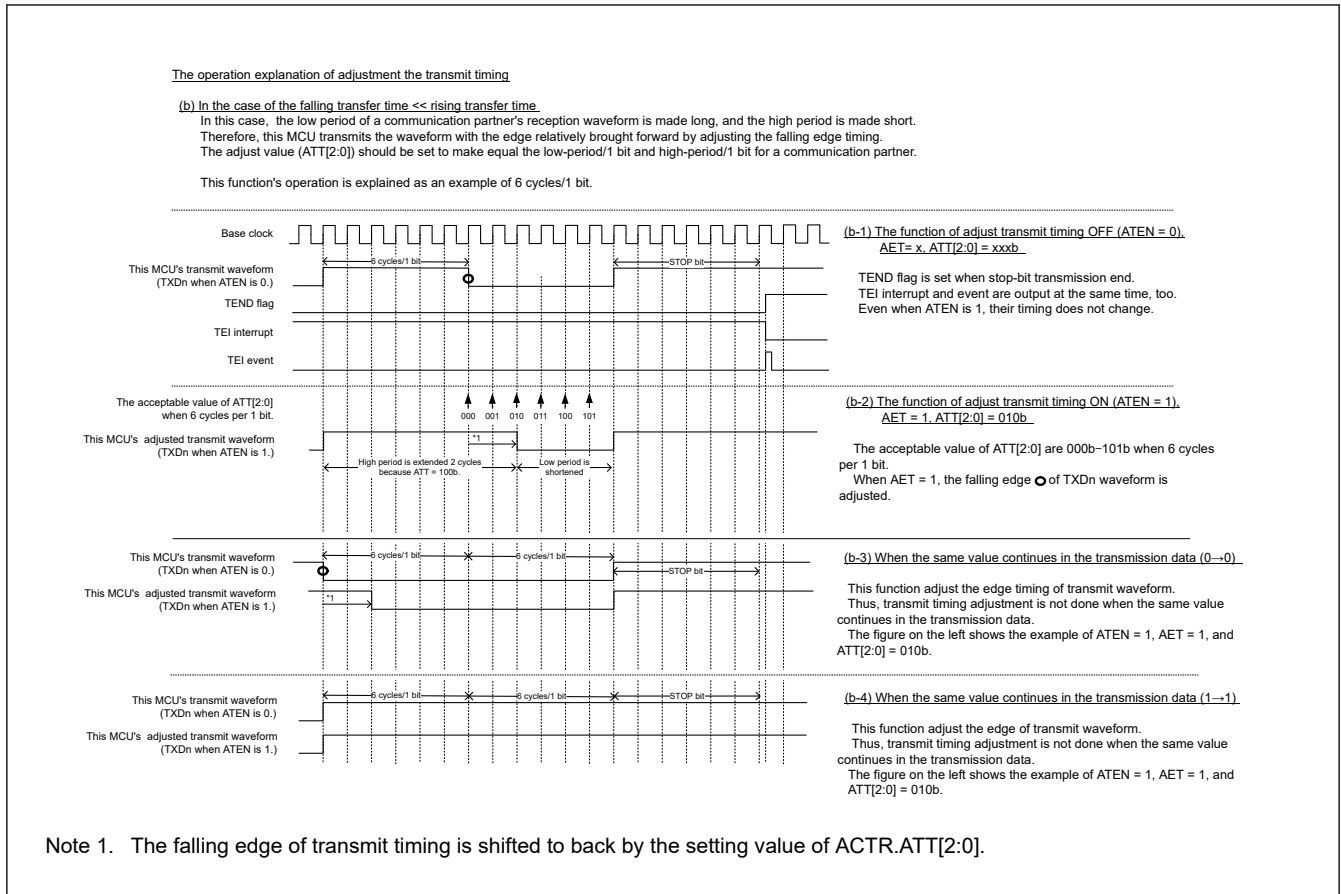 The operation explanation of adjustment the transmit timing
(b) In the case of the falling transfer time << rising transfer time
In this case, the low period of a communication partner's reception waveform is made long, and the high period is made short.
Therefore, this MCU transmits the waveform with the edge relatively brought forward by adjusting the falling edge timing.
The adjust value (ATT[2:0]) should be set to make equal the low-period/1 bit and high-period/1 bit for a communication partner.
This function's operation is explained as an example of 6 cycles/1 bit.
Base clock
This MCU's transmit waveform
(TXDn when ATEN is 0.)
6 cycles/1 bit
STOP bit
TEND flag
TEI interrupt
TEI event
(b-1) The function of adjust transmit timing OFF (ATEN = 0),
AET= x, ATT[2:0] = xxxb
TEND flag is set when stop-bit transmission end.
TEI interrupt and event are output at the same time, too.
Even when ATEN is 1, their timing does not change.
The acceptable value of ATT[2:0]
when 6 cycles per 1 bit.
000 001 010 011 100 101
This MCU's adjusted transmit waveform
(TXDn when ATEN is 1.)
*1
High period is extended 2 cycles
because ATT = 100b.
Low period is
shortened
(b-2) The function of adjust transmit timing ON (ATEN = 1),
AET = 1, ATT[2:0] = 010b
The acceptable value of ATT[2:0] are 000b−101b when 6 cycles
per 1 bit.
When AET = 1, the falling edge of TXDn waveform is
adjusted.
This MCU's transmit waveform
(TXDn when ATEN is 0.)
6 cycles/1 bit
6 cycles/1 bit
STOP bit
This MCU's adjusted transmit waveform
(TXDn when ATEN is 1.)
*1
(b-3) When the same value continues in the transmission data (0→0)
This function adjust the edge timing of transmit waveform.
Thus, transmit timing adjustment is not done when the same value
continues in the transmission data.
The figure on the left shows the example of ATEN = 1, AET = 1, and
ATT[2:0] = 010b.
This MCU's transmit waveform
(TXDn when ATEN is 0.)
6 cycles/1 bit
6 cycles/1 bit
STOP bit
This MCU's adjusted transmit waveform
(TXDn when ATEN is 1.)
(b-4) When the same value continues in the transmission data (1→1)
This function adjust the edge of transmit waveform.
Thus, transmit timing adjustment is not done when the same value
continues in the transmission data.
The figure on the left shows the example of ATEN = 1, AET = 1, and
ATT[2:0] = 010b.
Note 1. The falling edge of transmit timing is shifted to back by the setting value of ACTR.ATT[2:0].